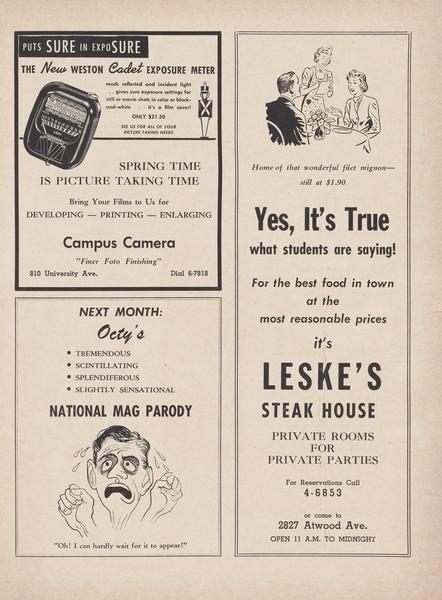 PUTS SURE IN EXPOSURE
THE New WESTON Cadet EXPOSURE METER
reads reflected and incident light
. . gives sure exposure settings for
still or movie shots in color or black-
and-white . . . it's a film saver!
ONLY $21.50
SEE US FOR ALL OF YOUR
PICTURE TAKING NEEDS
SPRING TIME
IS PICTURE TAKING TIME
Bring Your Films to Us for
DEVELOPING — PRINTING — ENLARGING
Campus Camera
"Finer Foto Finishing"
810 University Ave. Dial 6-7818
NEXT MONTH:
Octy's
• TREMENDOUS
• SCINTILLATING
• SPLENDIFEROUS
• SLIGHTLY SENSATIONAL
NATIONAL MAG PARODY
"Oh! I can hardly wait for it to appear!"
Home of that wonderful filet mignon—
still at $1.90
Yes, It's True
what students are saying!
For the best food in town
at the
most reasonable prices
it's
LESKE'S
STEAK HOUSE
PRIVATE ROOMS
FOR
PRIVATE PARTIES
For Reservations Call
4-6853
or come to
2827 Atwood Ave.
OPEN 11 A.M. TO MIDNIGHT